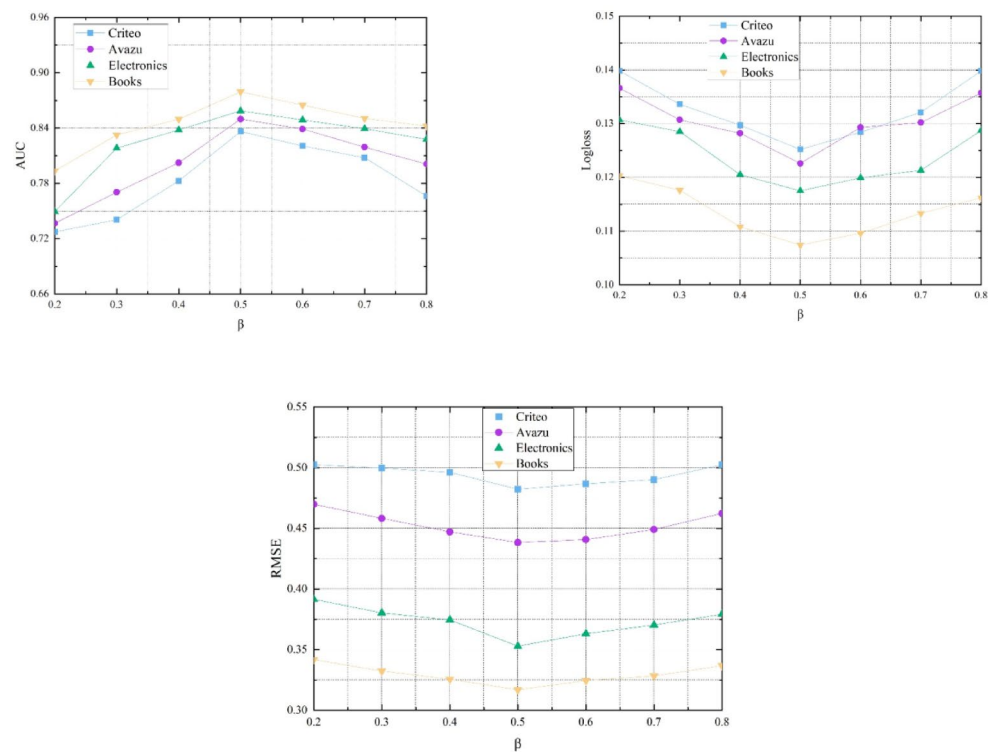 0.96
0.90
0.84
0.78
0.72
0.66
AUC
Criteo
Avazu
Electronics
Books
0.2 0.3 0.4 0.5 0.6 0.7 0.8
β
0.15
0.14
0.13
0.12
0.11
0.10
Logloss
Criteo
Avazu
Electronics
Books
0.2 0.3 0.4 0.5 0.6 0.7 0.8
β
0.55
0.50
0.45
0.40
0.35
0.30
RMSE
Criteo
Avazu
Electronics
Books
0.2 0.3 0.4 0.5 0.6 0.7 0.8
β